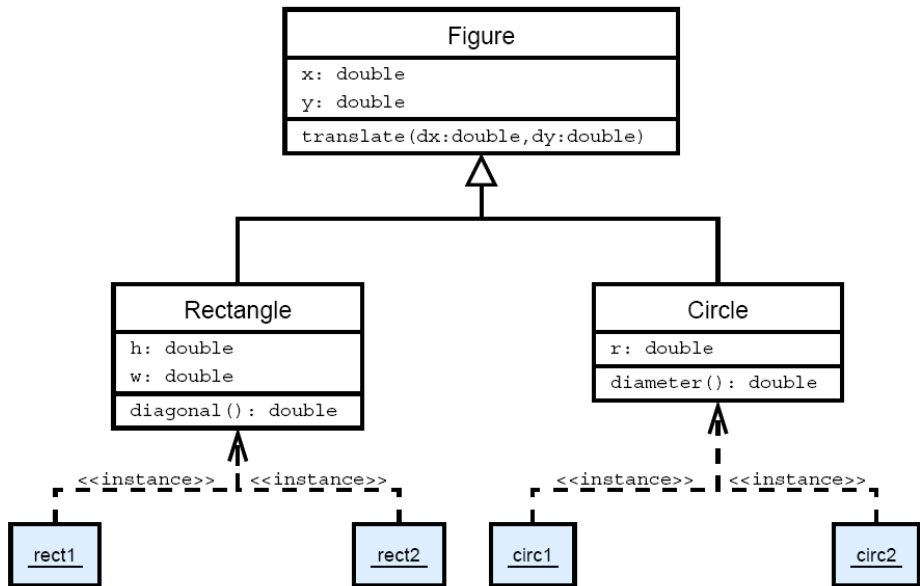 Figure
x: double
y: double
translate(dx:double,dy:double)
Rectangle
h: double
w: double
diagonal(): double
Circle
r: double
diameter(): double
<<instance>>
<<instance>>
<<instance>>
<<instance>>
rect1
rect2
circ1
circ2